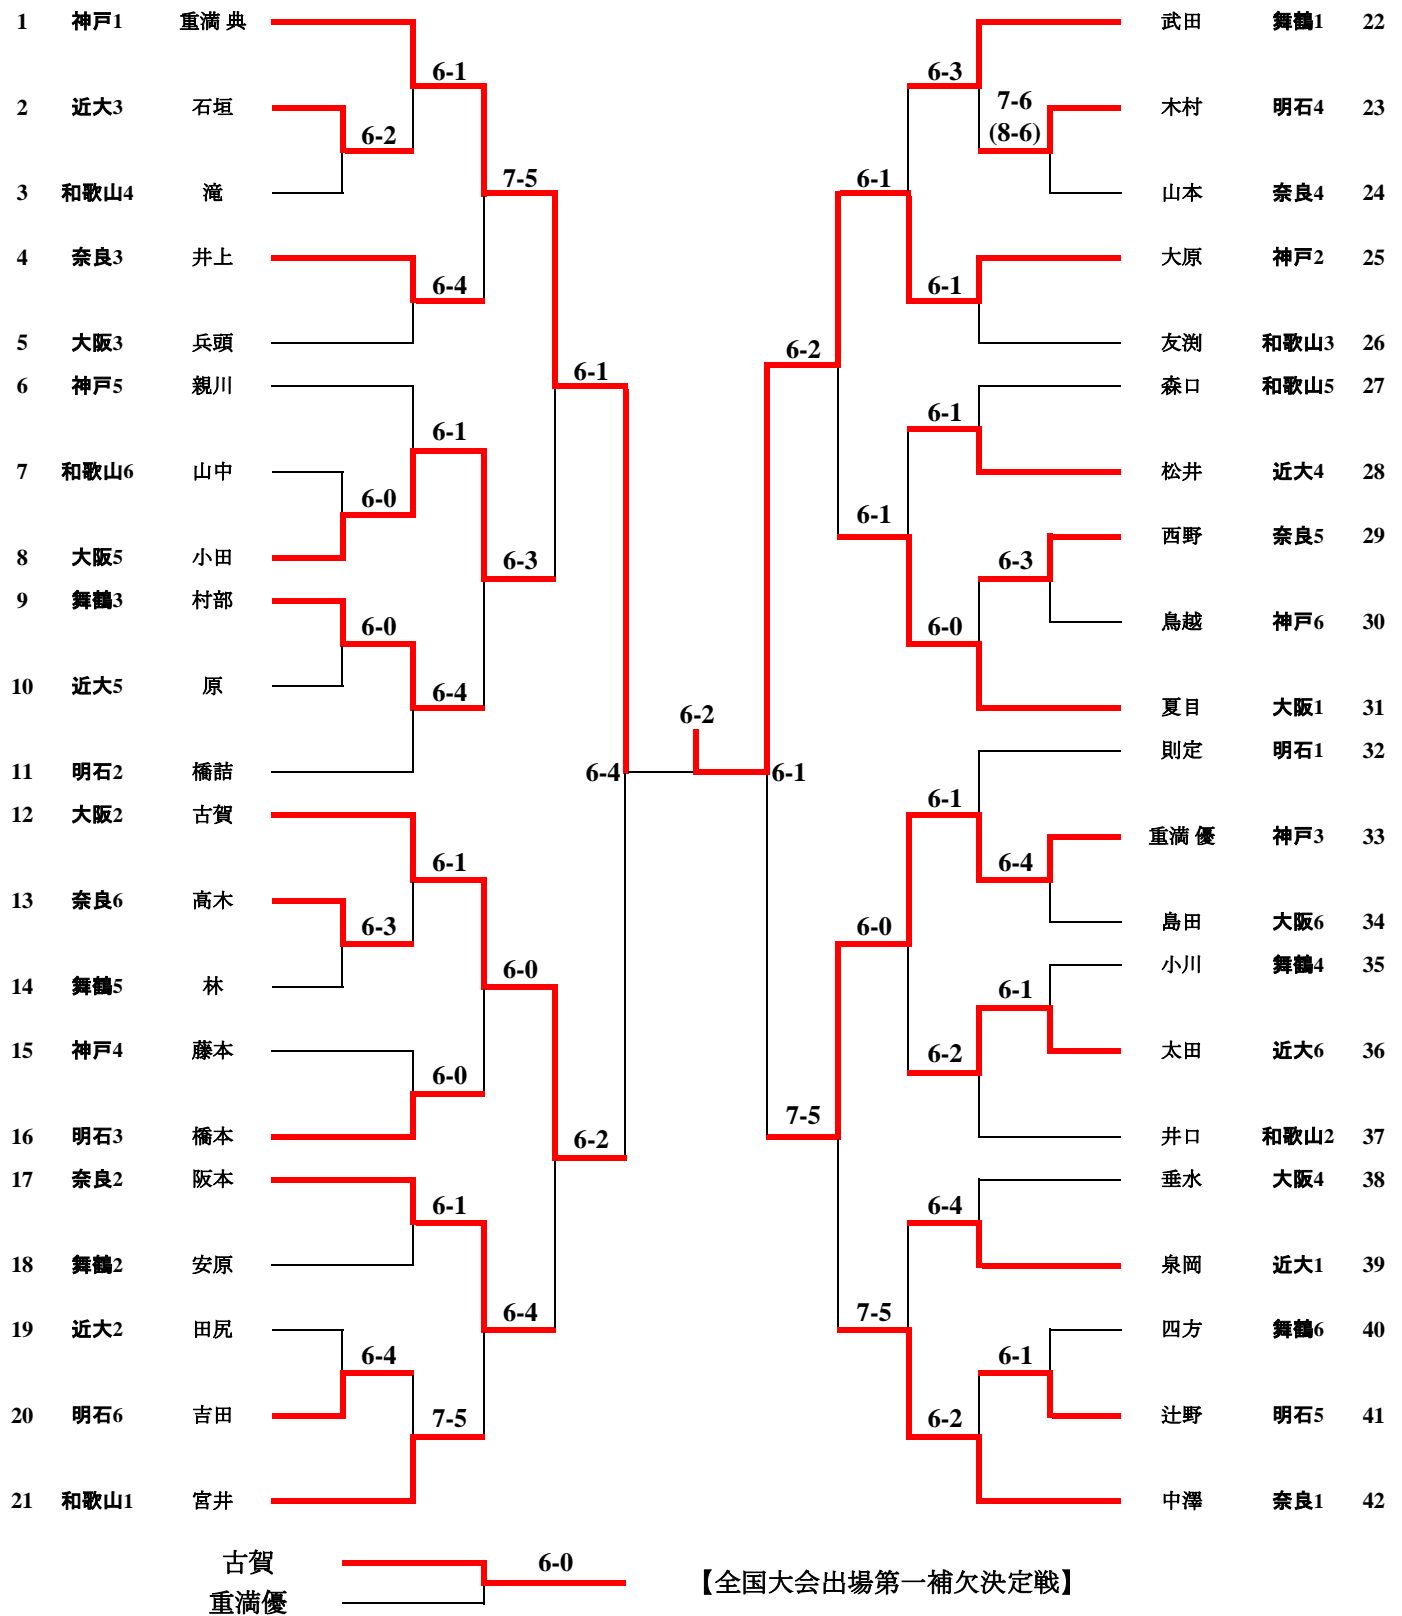 1 神戸1 重満 典
6-1
2 近大3 石垣
6-2
3 和歌山4 滝
7-5
4 奈良3 井上
6-4
5 大阪3 兵頭
6-1
6 神戸5 親川
6-1
7 和歌山6 山中
6-0
8 大阪5 小田
6-3
9 舞鶴3 村部
6-0
10 近大5 原
6-4
11 明石2 橋詰
6-4
12 大阪2 古賀
6-1
13 奈良6 高木
6-3
14 舞鶴5 林
6-0
15 神戸4 藤本
6-0
16 明石3 橋本
6-2
17 奈良2 阪本
6-1
18 舞鶴2 安原
6-4
19 近大2 田尻
6-4
20 明石6 吉田
7-5
21 和歌山1 宮井
6-2
武田 舞鶴1 22
6-3
7-6
(8-6)
木村 明石4 23
6-1
山本 奈良4 24
大原 神戸2 25
6-1
友渕 和歌山3 26
6-2
森口 和歌山5 27
6-1
松井 近大4 28
6-1
西野 奈良5 29
6-3
鳥越 神戸6 30
6-0
夏目 大阪1 31
則定 明石1 32
6-1
6-1
重満 優 神戸3 33
6-4
島田 大阪6 34
6-0
小川 舞鶴4 35
6-1
太田 近大6 36
6-2
井口 和歌山2 37
7-5
垂水 大阪4 38
6-4
泉岡 近大1 39
7-5
四方 舞鶴6 40
6-1
辻野 明石5 41
6-2
中澤 奈良1 42
古賀 6-0
重満優
【全国大会出場第一補欠決定戦】